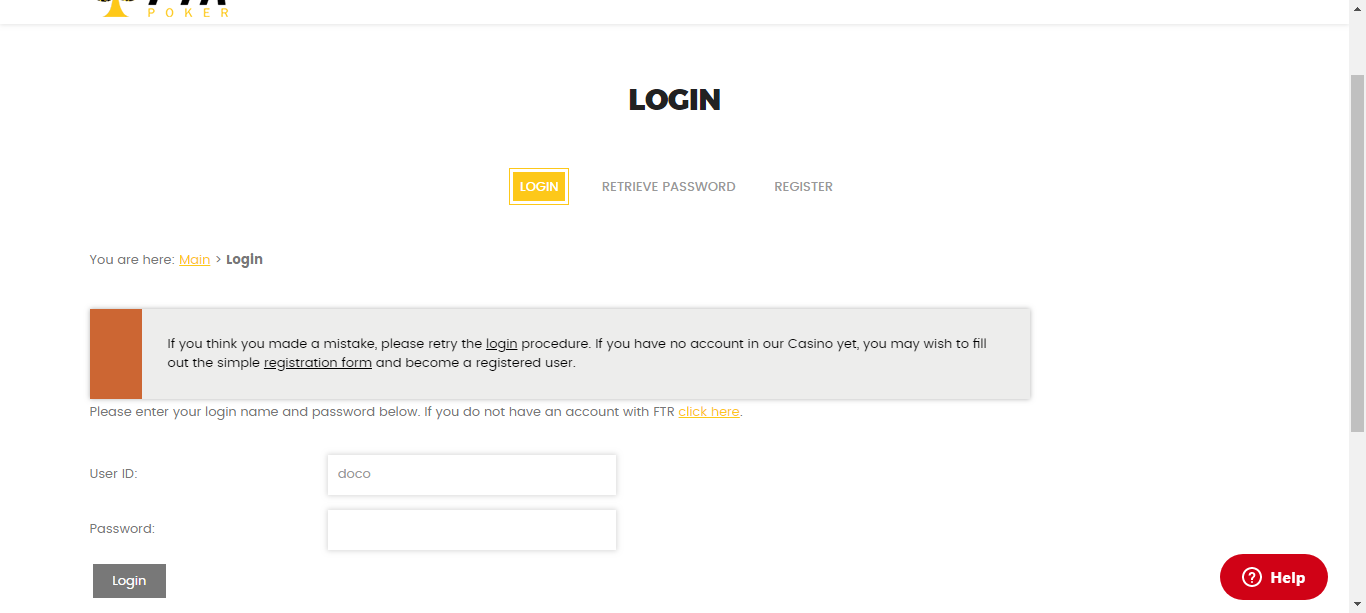 POKER
LOGIN
LOGIN RETRIEVE PASSWORD REGISTER
You are here: Main > Login
If you think you made a mistake, please retry the login procedure. If you have no account in our Casino yet, you may wish to fill
out the simple registration form and become a registered user.
Please enter your login name and password below. If you do not have an account with FTR click here.
User ID: doco
Password:
Login
? Help